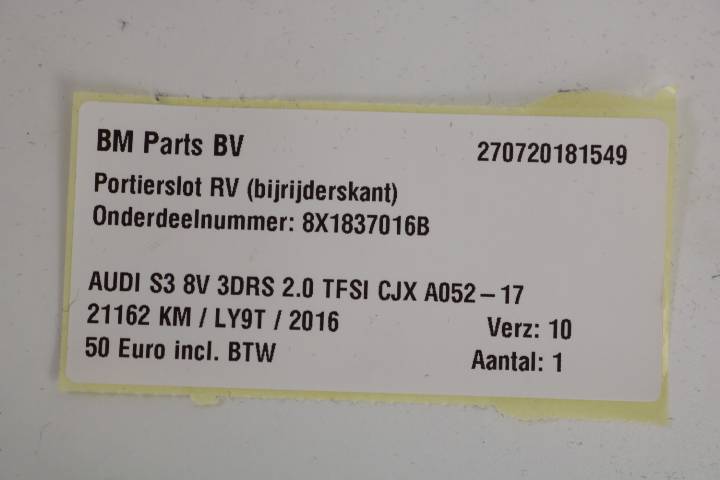 BM Parts BV 270720181549
Portierslot RV (bijrijderskant)
Onderdeelnummer: 8X1837016B
AUDI S3 8V 3DRS 2.0 TFSI CJX A052-17
21162 KM / LY9T / 2016 Verz: 10
50 Euro incl. BTW Aantal: 1